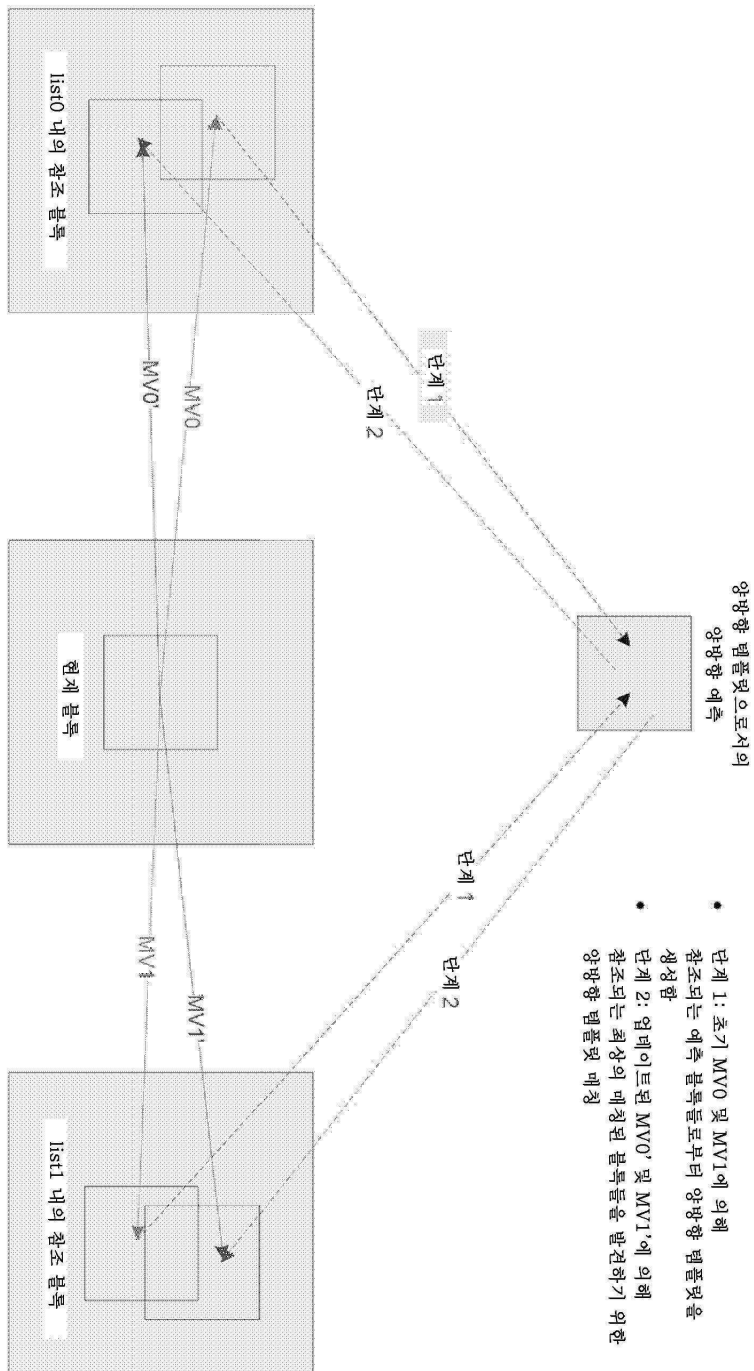 양방향 템플릿으로서의
양방향 예측
• 단계 1: 초기 MV0 및 MV1에 의해
참조되는 예측 블록들로부터 양방향 템플릿을
생성함
• 단계 2: 업데이트된 MV0' 및 MV1'에 의해
참조되는 최상의 매칭된 블록들을 발견하기 위한
양방향 템플릿 매칭
단계 1
단계 2
단계 1
단계 2
MV0
MV0'
MV1'
MV1
list0 내의 참조 블록
현재 블록
list1 내의 참조 블록